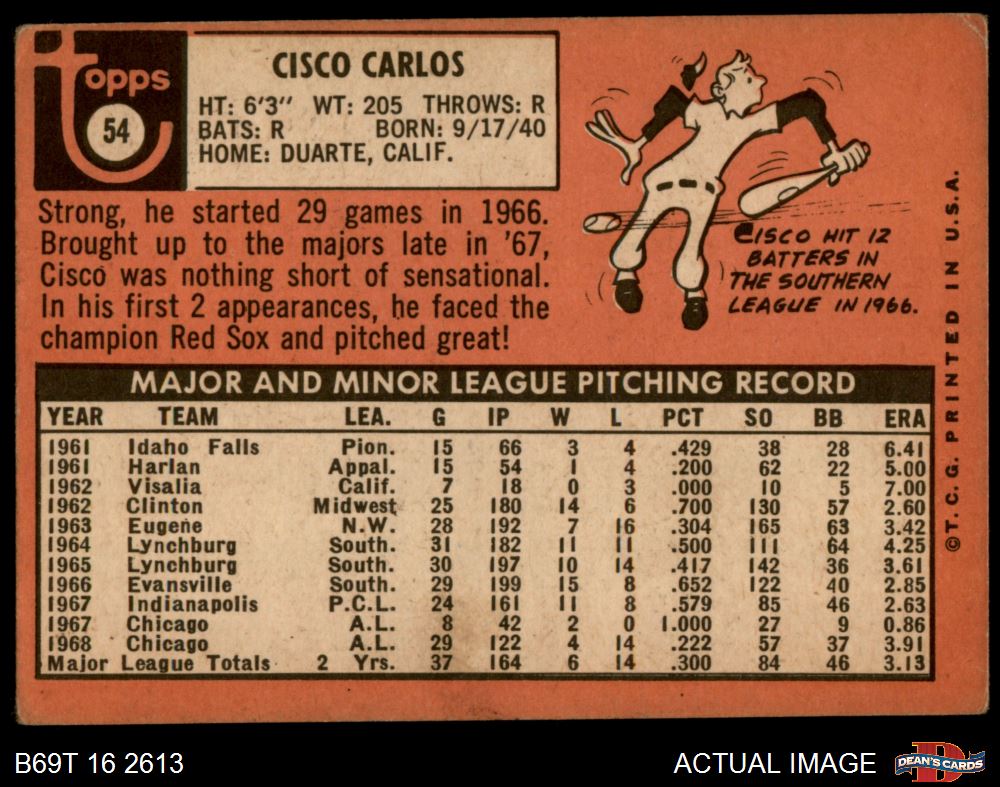 topps
54
CISCO CARLOS
HT: 6'3" WT: 205 THROWS: R
BATS: R BORN: 9/17/40
HOME: DUARTE, CALIF.
Strong, he started 29 games in 1966.
Brought up to the majors late in '67,
Cisco was nothing short of sensational.
In his first 2 appearances, he faced the
champion Red Sox and pitched great!
CISCO HIT 12
BATTERS IN
THE SOUTHERN
LEAGUE IN 1966.
MAJOR AND MINOR LEAGUE PITCHING RECORD
YEAR TEAM LEA. G IP W L PCT SO BB ERA
1961 Idaho Falls Pion. 15 66 3 4 .429 38 28 6.41
1961 Harlan Appal. 15 54 1 4 .200 62 22 5.00
1962 Visalia Calif. 7 18 0 3 .000 10 5 7.00
1962 Clinton Midwest 25 180 14 6 .700 130 57 2.60
1963 Eugene N.W. 28 192 7 16 .304 165 63 3.42
1964 Lynchburg South. 31 182 11 11 .500 111 64 4.25
1965 Lynchburg South. 30 197 10 14 .417 142 36 3.61
1966 Evansville South. 29 199 15 8 .652 122 40 2.85
1967 Indianapolis P.C.L. 24 161 11 8 .579 85 46 2.63
1967 Chicago A.L. 8 42 2 0 1.000 27 9 0.86
1968 Chicago A.L. 29 122 4 14 .222 57 37 3.91
Major League Totals 2 Yrs. 37 164 6 14 .300 84 46 3.13
©T.C.G. PRINTED IN U.S.A.
B69T 16 2613
ACTUAL IMAGE
D
DEAN'S CARDS